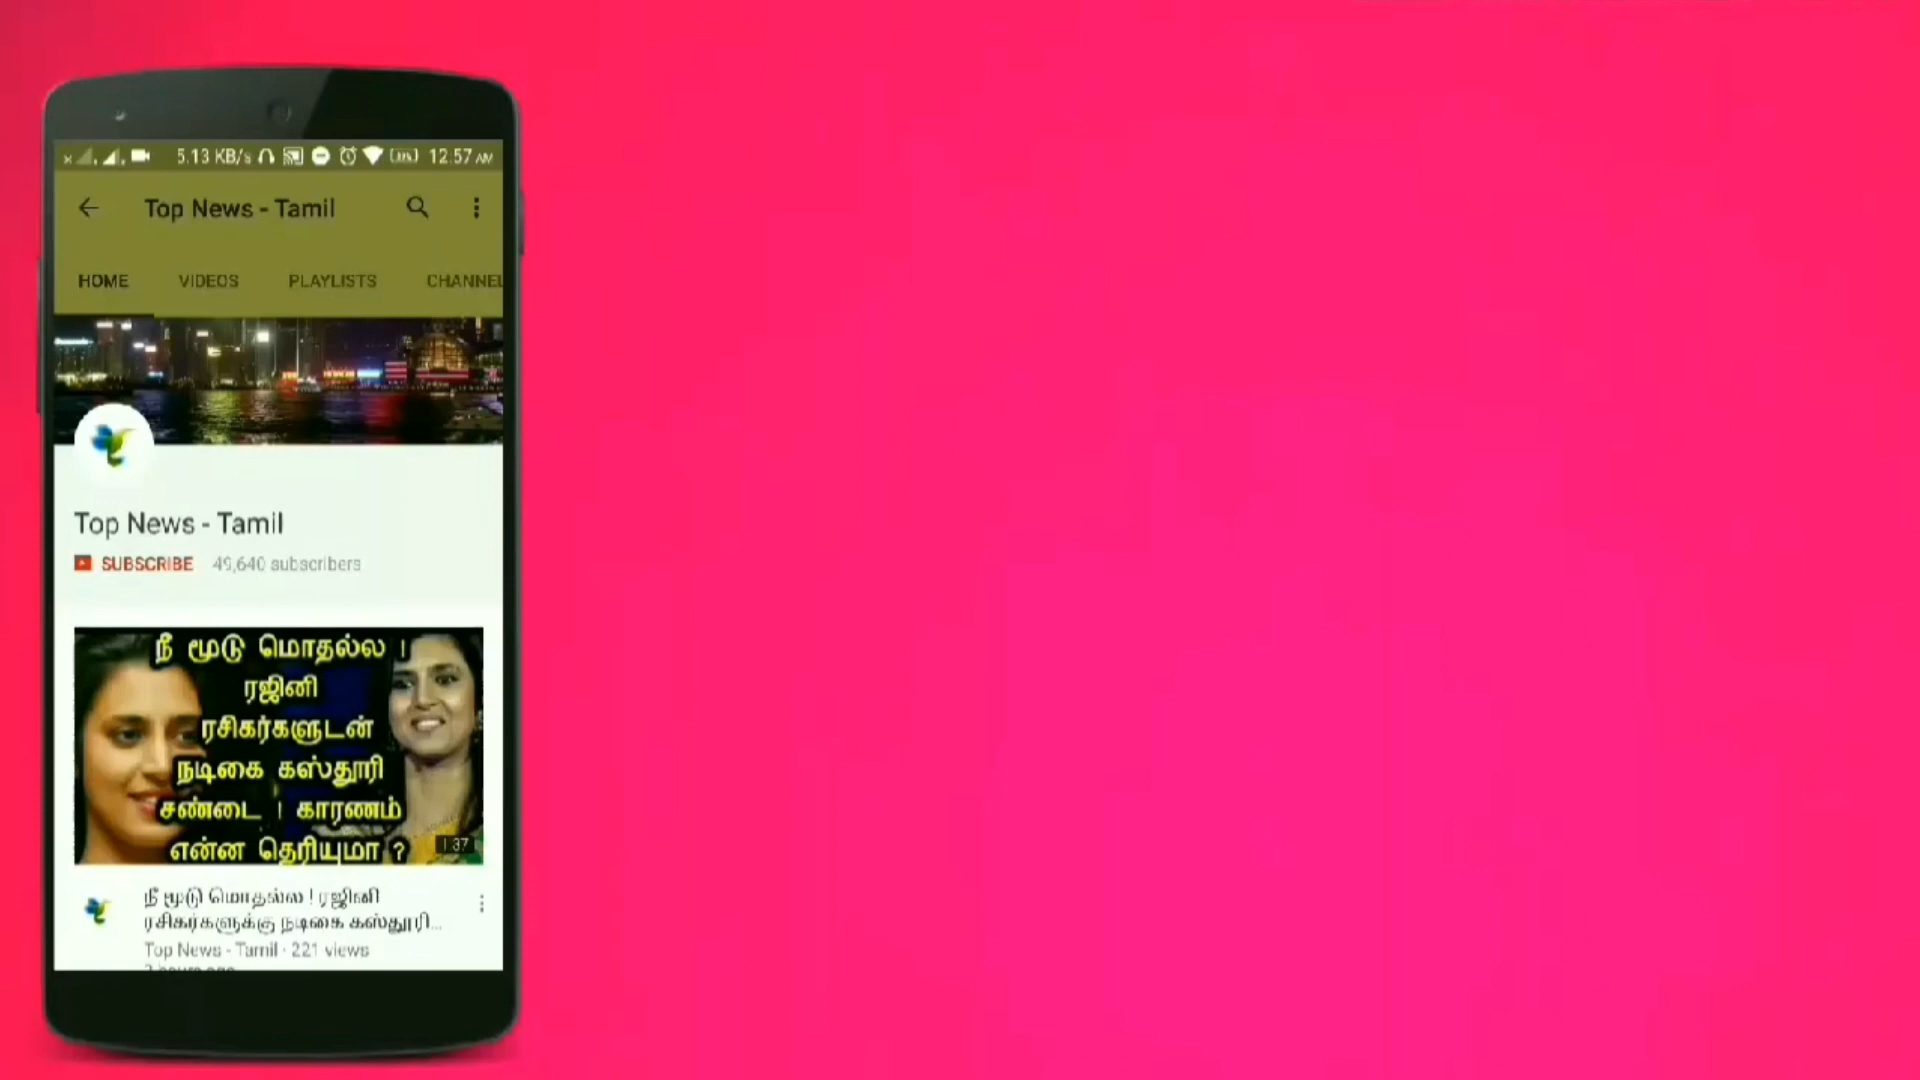 5.13 KB/s 12:57 AM
Top News - Tamil
HOME VIDEOS PLAYLISTS CHANNEL
Top News - Tamil
SUBSCRIBE 49,640 subscribers
நீ மூடு மொதல்ல !
ரஜினி
ரசிகர்களுடன்
நடிகை கஸ்தூரி
சண்டை ! காரணம்
என்ன தெரியுமா ?
1:37
நீ மூடு மொதல்ல ! ரஜினி
ரசிகர்களுக்கு நடிகை கஸ்தூரி...
Top News - Tamil · 221 views